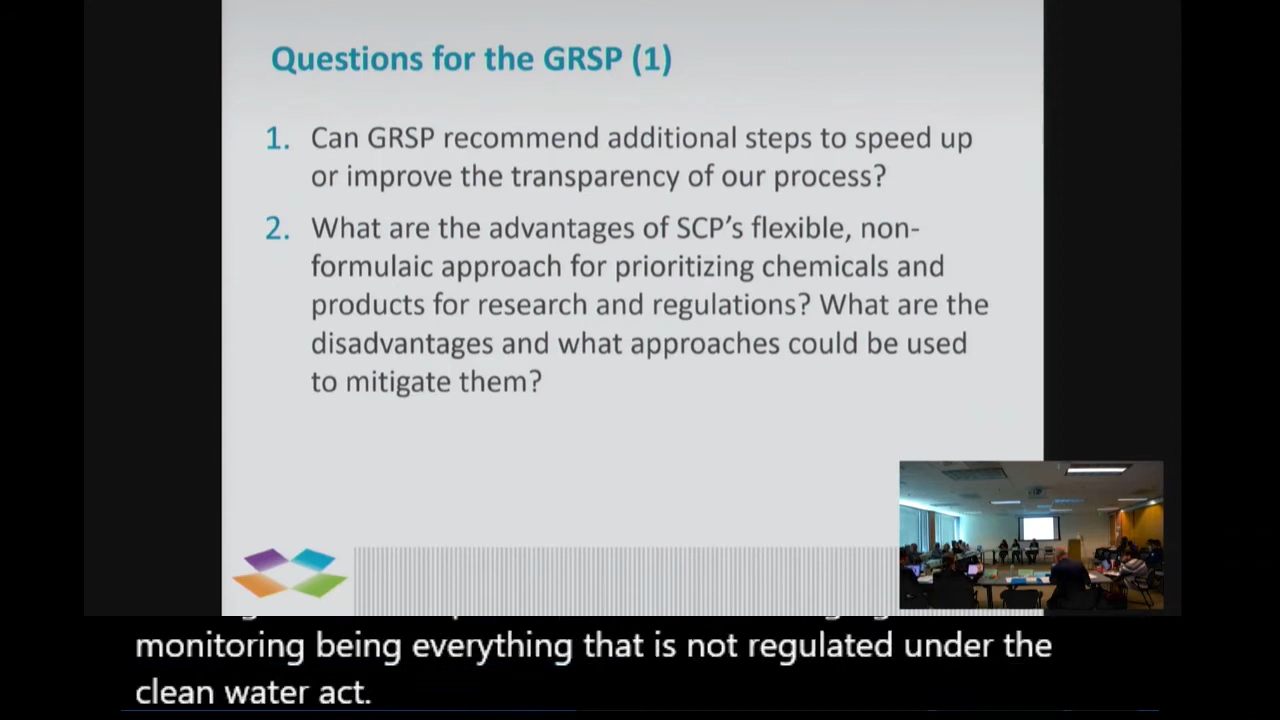 Questions for the GRSP (1)
1. Can GRSP recommend additional steps to speed up
or improve the transparency of our process?
2. What are the advantages of SCP’s flexible, non-
formulaic approach for prioritizing chemicals and
products for research and regulations? What are the
disadvantages and what approaches could be used
to mitigate them?
monitoring being everything that is not regulated under the
clean water act.